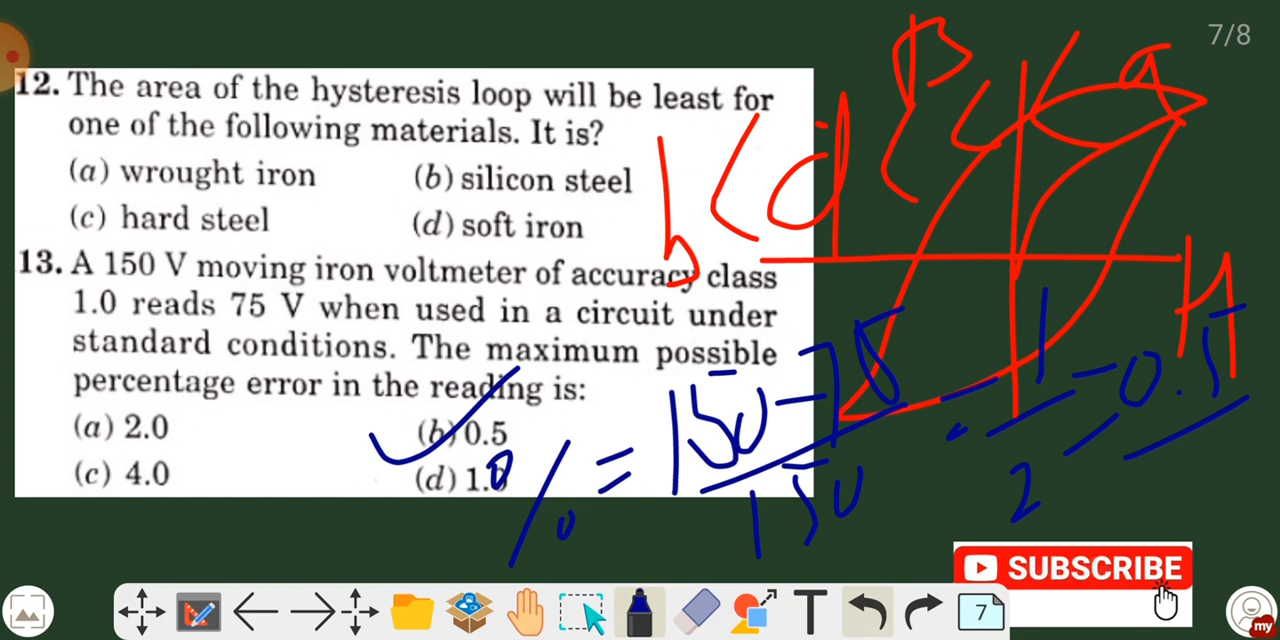 7/8
12. The area of the hysteresis loop will be least for
one of the following materials. It is?
(a) wrought iron (b) silicon steel
(c) hard steel (d) soft iron
13. A 150 V moving iron voltmeter of accuracy class
1.0 reads 75 V when used in a circuit under
standard conditions. The maximum possible
percentage error in the reading is:
(a) 2.0 (b) 0.5
(c) 4.0 (d) 1.0
B
a
b < d
H
% = 150 - 75 / 150 = 1 / 2 = 0.5
SUBSCRIBE
T
7
my